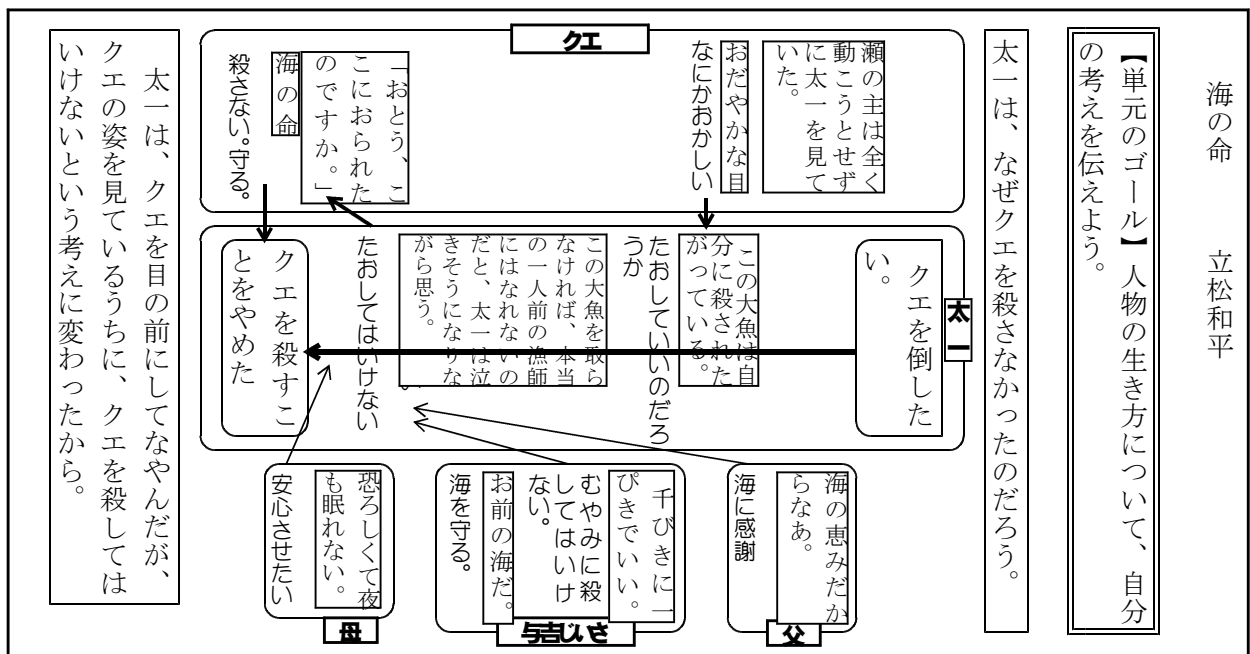 海の命　　立松和平
【単元のゴール】人物の生き方について、自分
の考えを伝えよう。
太一は、なぜクエを殺さなかったのだろう。
クエ
瀬の主は全く
動こうとせず
に太一を見て
いた。
おだやかな目
なにかおかしい
「おとう、こ
こにおられた
のですか。」
海の命
殺さない。守る。
太一
クエを倒した
い。
この大魚は自
分に殺された
がっている。
たおしていいのだろ
うか
この大魚を取ら
なければ、本当
の一人前の漁師
にはなれないの
だと、太一は泣
きそうになりな
がら思う。
たおしてはいけない
クエを殺すこ
とをやめた
海の恵みだか
らなあ。
海に感謝
父
千びきに一
ぴきでいい。
むやみに殺
してはいけ
ない。
お前の海だ。
海を守る。
与吉じいさ
恐ろしくて夜
も眠れない。
安心させたい
母
太一は、クエを目の前にしてなやんだが、
クエの姿を見ているうちに、クエを殺しては
いけないという考えに変わったから。